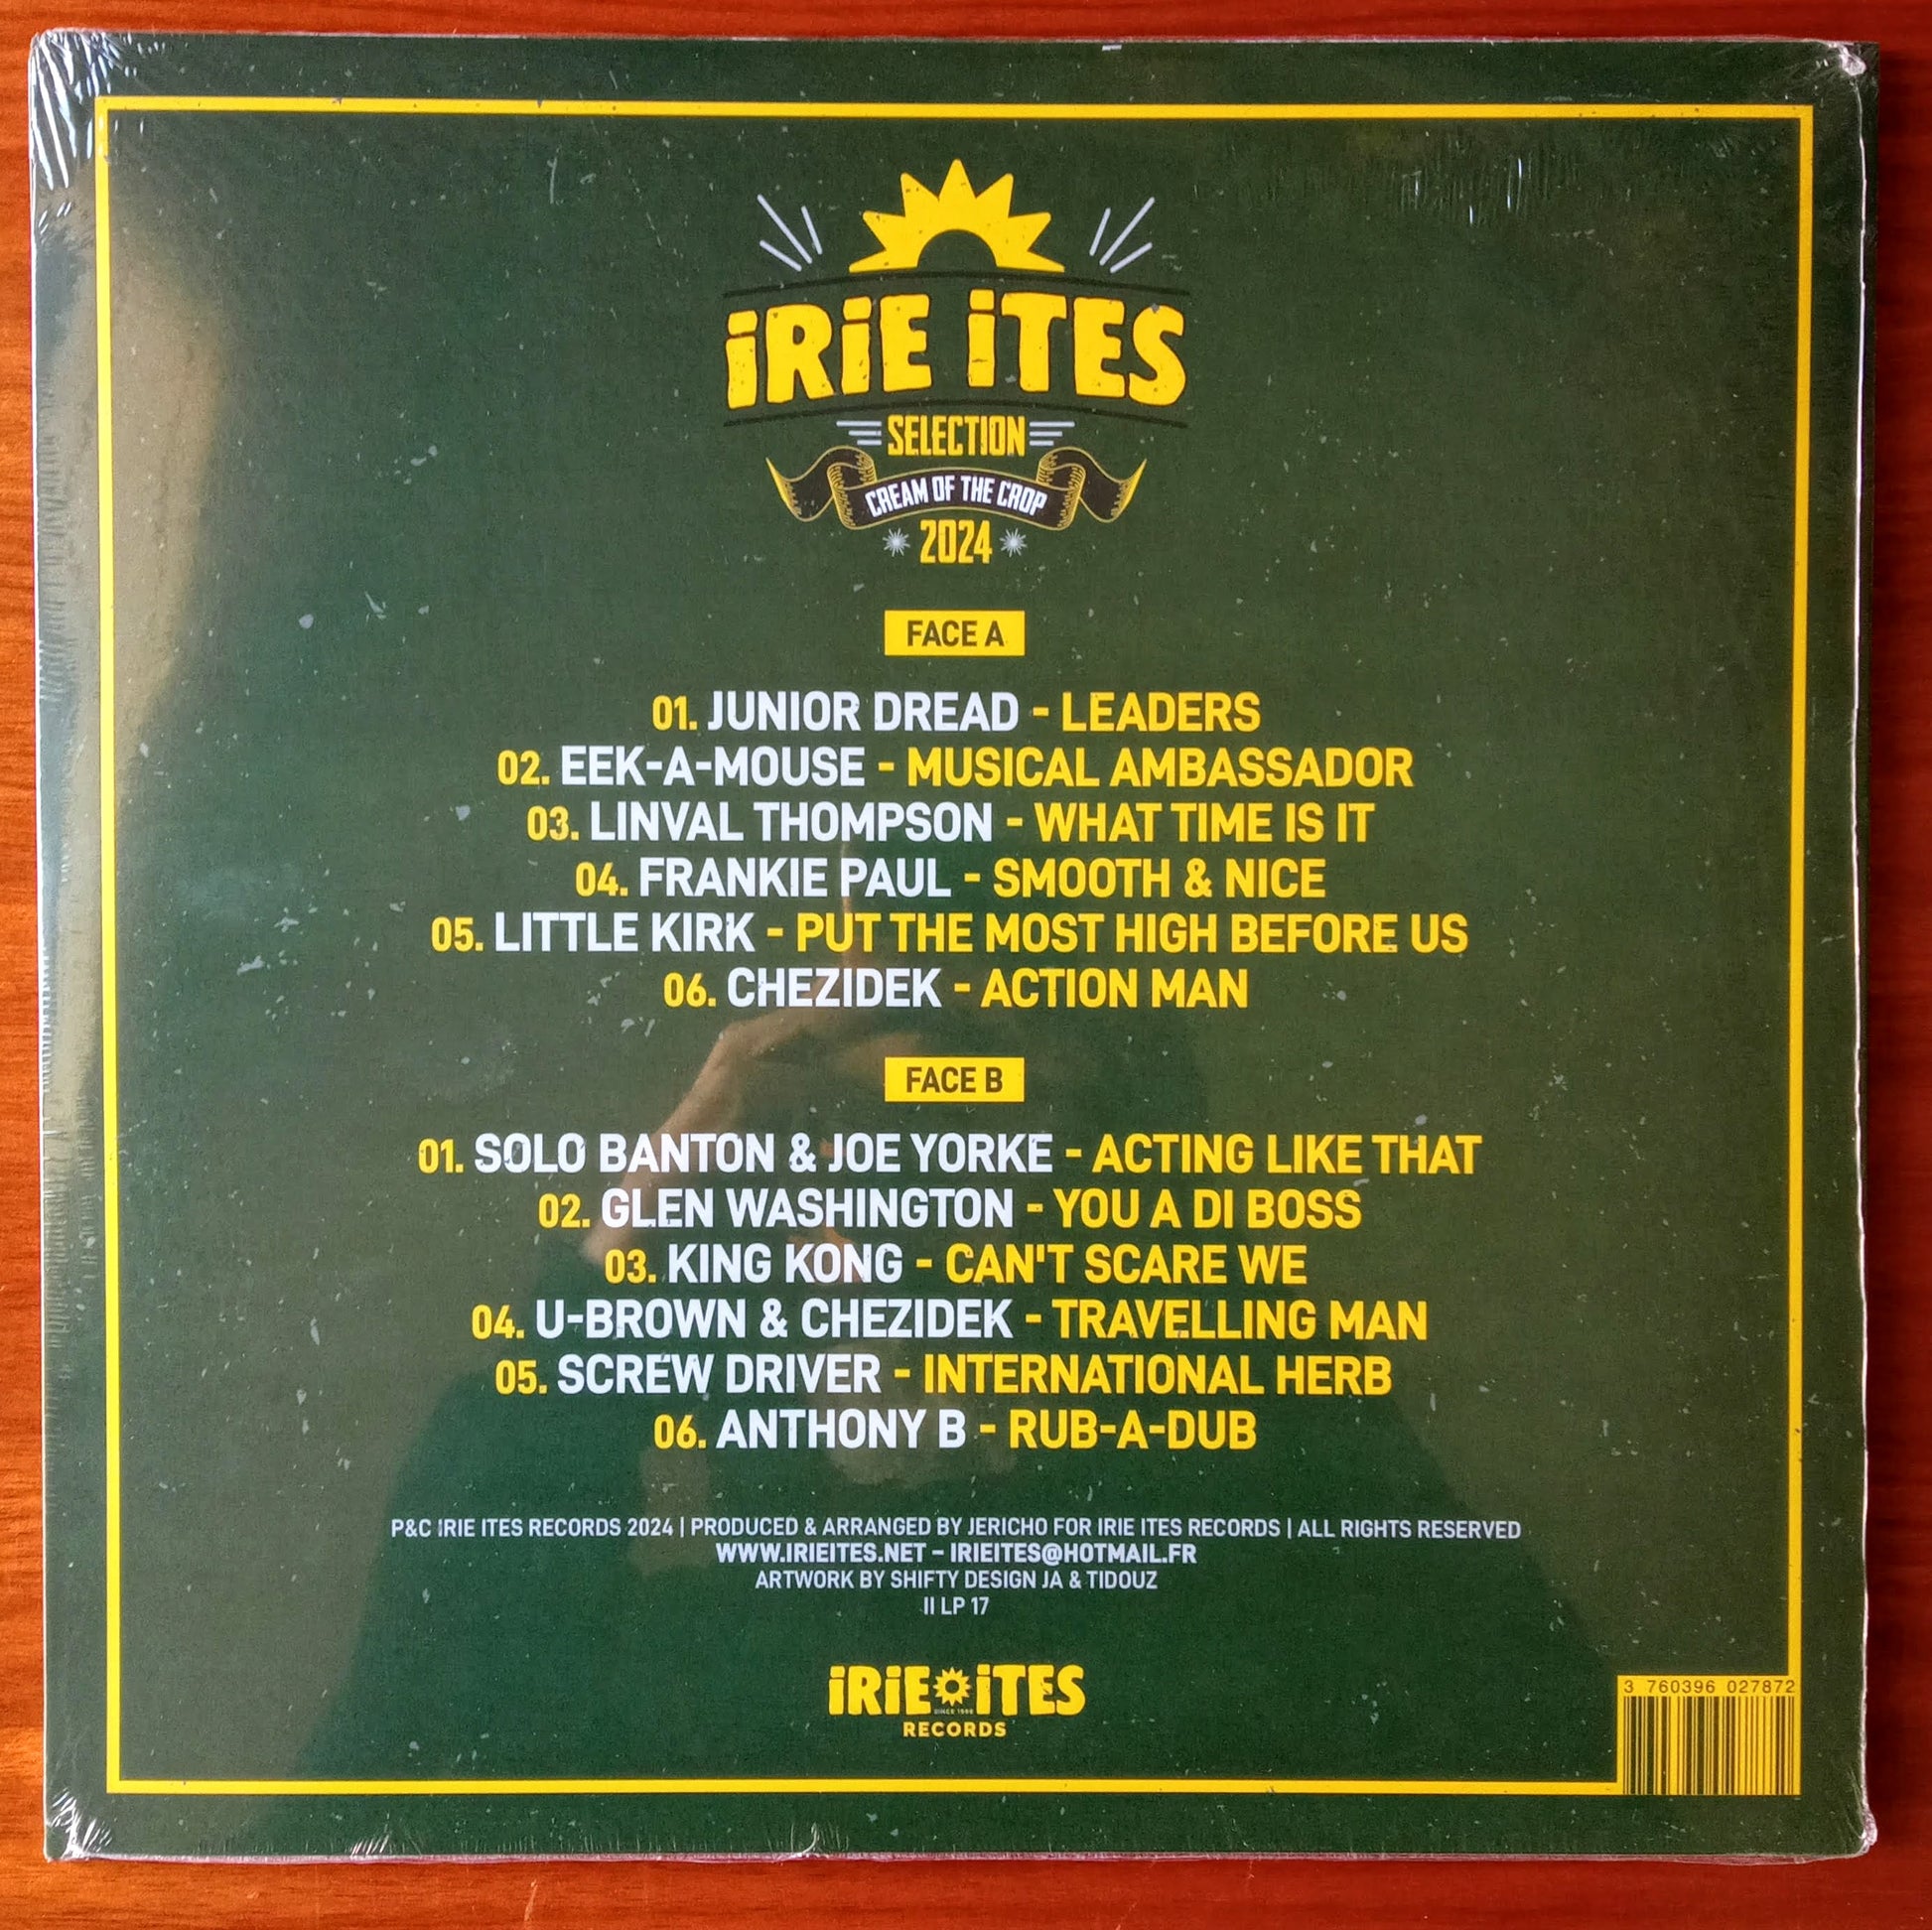 iRiE iTES
SELECTION
CREAM OF THE CROP
2024
FACE A
01. JUNIOR DREAD - LEADERS
02. EEK-A-MOUSE - MUSICAL AMBASSADOR
03. LINVAL THOMPSON - WHAT TIME IS IT
04. FRANKIE PAUL - SMOOTH & NICE
05. LITTLE KIRK - PUT THE MOST HIGH BEFORE US
06. CHEZIDEK - ACTION MAN
FACE B
01. SOLO BANTON & JOE YORKE - ACTING LIKE THAT
02. GLEN WASHINGTON - YOU A DI BOSS
03. KING KONG - CAN'T SCARE WE
04. U-BROWN & CHEZIDEK - TRAVELLING MAN
05. SCREW DRIVER - INTERNATIONAL HERB
06. ANTHONY B - RUB-A-DUB
P&C IRIE ITES RECORDS 2024 | PRODUCED & ARRANGED BY JERICHO FOR IRIE ITES RECORDS | ALL RIGHTS RESERVED
WWW.IRIEITES.NET – IRIEITES@HOTMAIL.FR
ARTWORK BY SHIFTY DESIGN JA & TIDOUZ
II LP 17
iRiE iTES
RECORDS
3 760396 027872